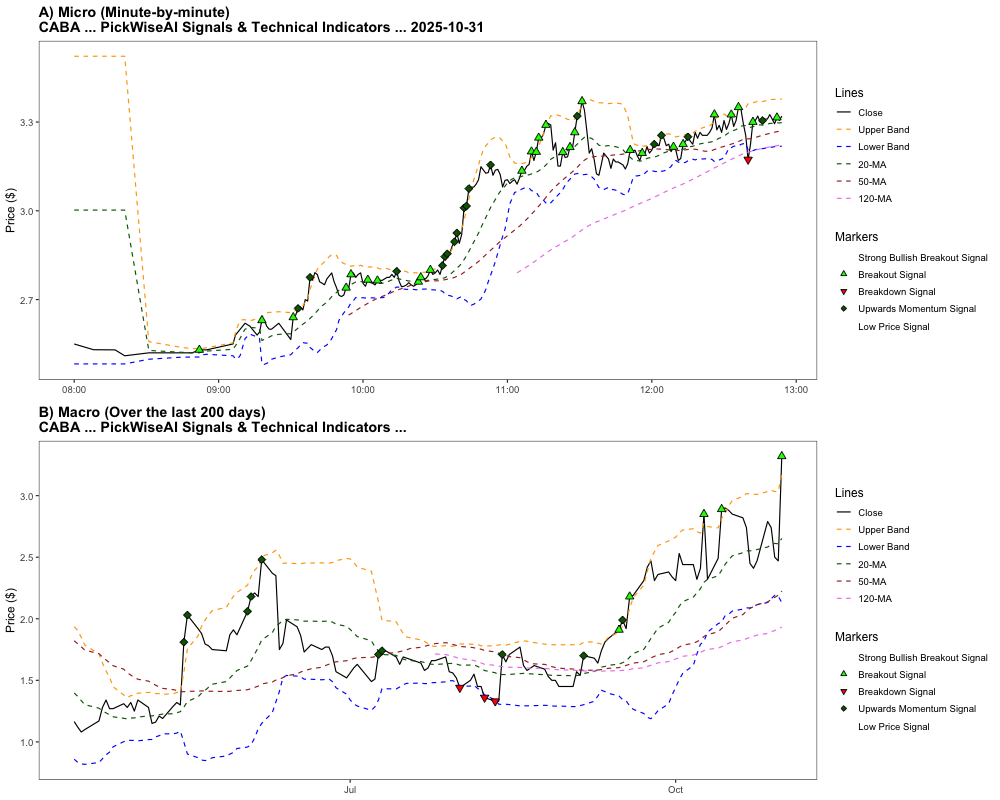 A) Micro (Minute-by-minute)
CABA ... PickWiseAI Signals & Technical Indicators ... 2025-10-31
Price ($)
3.3
3.0
2.7
08:00
09:00
10:00
11:00
12:00
13:00
Lines
Close
Upper Band
Lower Band
20-MA
50-MA
120-MA
Markers
Strong Bullish Breakout Signal
Breakout Signal
Breakdown Signal
Upwards Momentum Signal
Low Price Signal
B) Macro (Over the last 200 days)
CABA ... PickWiseAI Signals & Technical Indicators ...
Price ($)
3.0
2.5
2.0
1.5
1.0
Jul
Oct
Lines
Close
Upper Band
Lower Band
20-MA
50-MA
120-MA
Markers
Strong Bullish Breakout Signal
Breakout Signal
Breakdown Signal
Upwards Momentum Signal
Low Price Signal